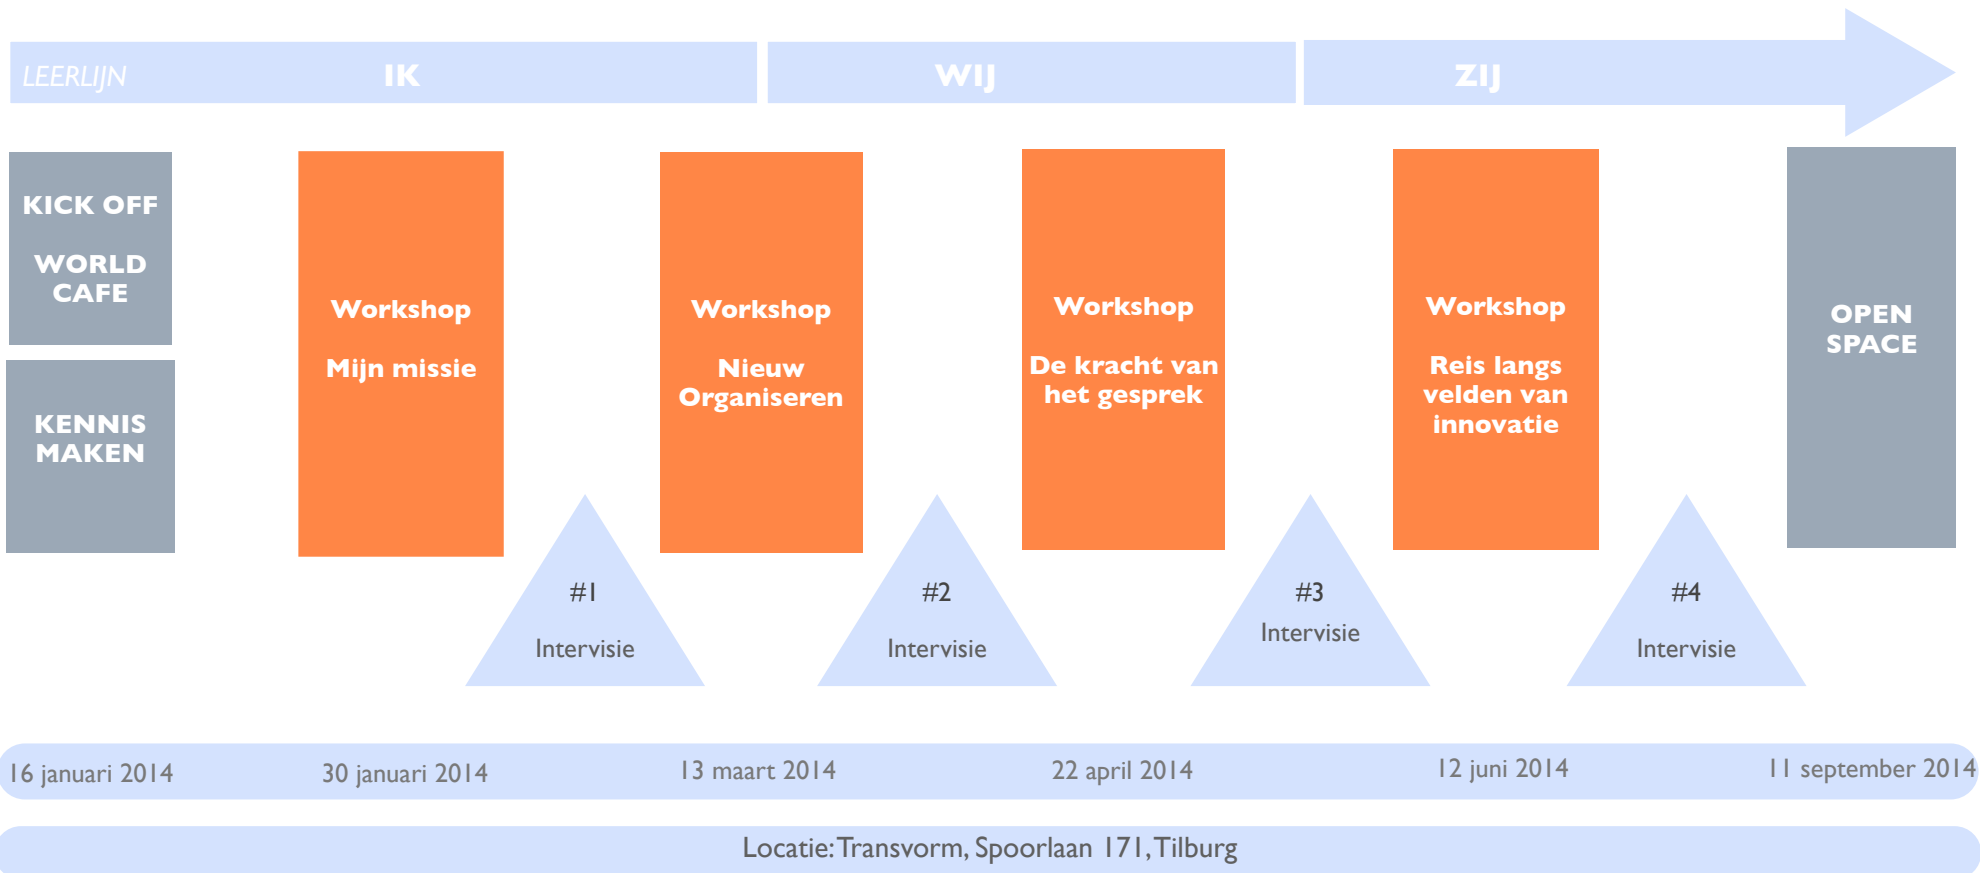 LEERLIJN
IK
WIJ
ZIJ
KICK OFF
WORLD
CAFE
KENNIS
MAKEN
Workshop
Mijn missie
Workshop
Nieuw
Organiseren
Workshop
De kracht van
het gesprek
Workshop
Reis langs
velden van
innovatie
OPEN
SPACE
#1
Intervisie
#2
Intervisie
#3
Intervisie
#4
Intervisie
16 januari 2014
30 januari 2014
13 maart 2014
22 april 2014
12 juni 2014
11 september 2014
Locatie: Transvorm, Spoorlaan 171, Tilburg